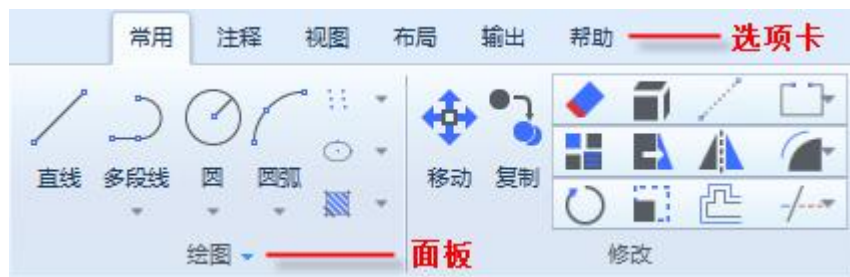 常用 注释 视图 布局 输出 帮助 选项卡
直线 多段线 圆 圆弧 移动 复制
绘图 面板 修改